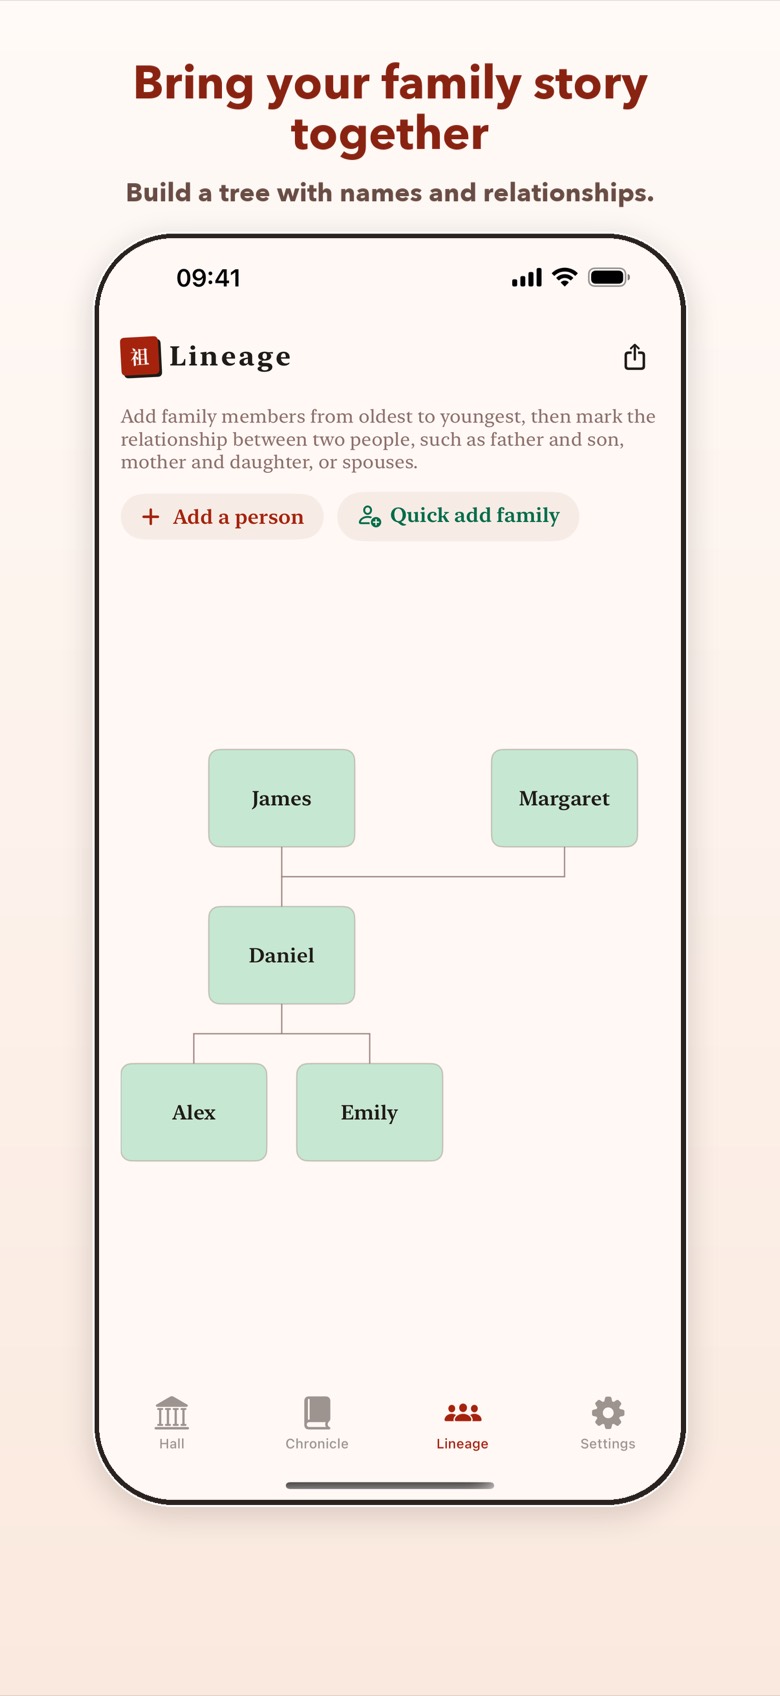 Bring your family story
together
Build a tree with names and relationships.
09:41
祖 Lineage
Add family members from oldest to youngest, then mark the
relationship between two people, such as father and son,
mother and daughter, or spouses.
+ Add a person
Quick add family
James
Margaret
Daniel
Alex
Emily
Hall
Chronicle
Lineage
Settings